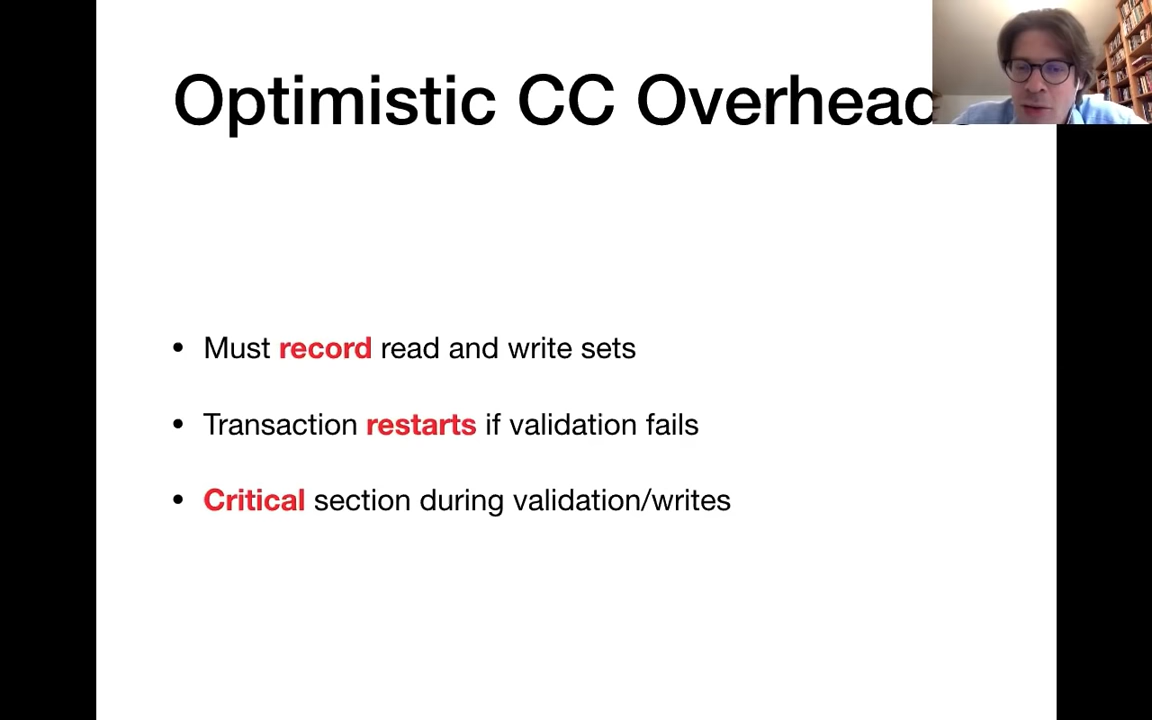 Optimistic CC Overhead
• Must record read and write sets
• Transaction restarts if validation fails
• Critical section during validation/writes